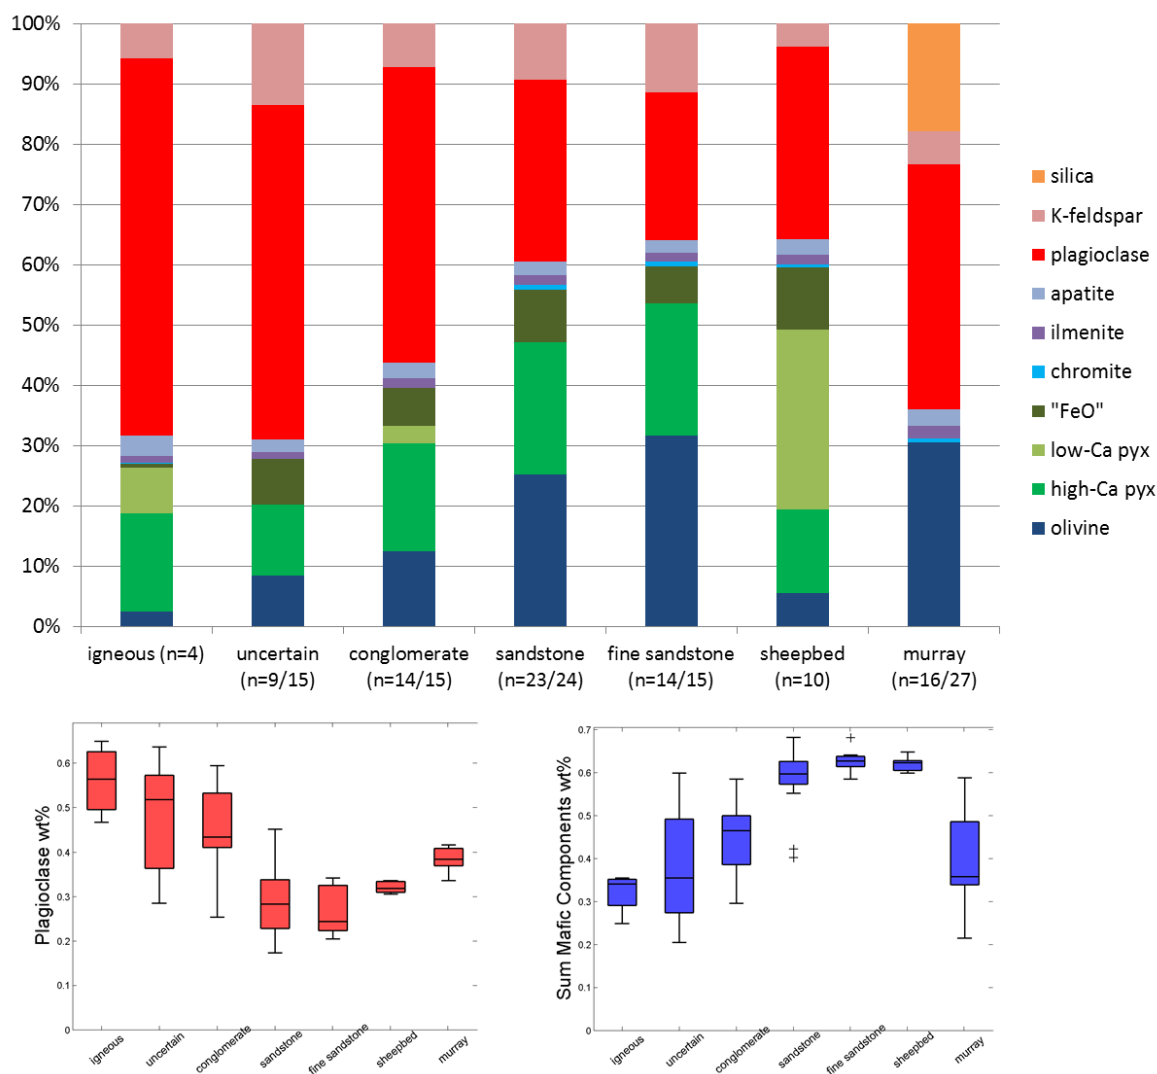 100%
90%
80%
70%
60%
50%
40%
30%
20%
10%
0%
igneous (n=4)
uncertain
(n=9/15)
conglomerate
(n=14/15)
sandstone
(n=23/24)
fine sandstone
(n=14/15)
sheepbed
(n=10)
murray
(n=16/27)
silica
K-feldspar
plagioclase
apatite
ilmenite
chromite
"FeO"
low-Ca pyx
high-Ca pyx
olivine
Plagioclase wt%
0.6
0.5
0.4
0.3
0.2
0.1
0
igneous
uncertain
conglomerate
sandstone
fine sandstone
sheepbed
murray
Sum Mafic Components wt%
0.7
0.6
0.5
0.4
0.3
0.2
0.1
0
igneous
uncertain
conglomerate
sandstone
fine sandstone
sheepbed
murray